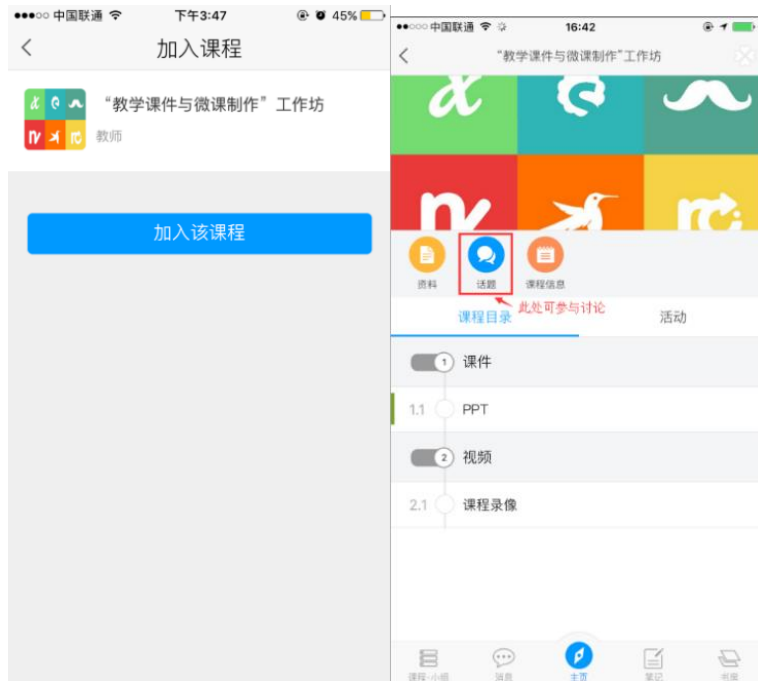 中国联通
下午3:47
45%
加入课程
“教学课件与微课制作”工作坊
教师
加入该课程
中国联通
16:42
“教学课件与微课制作”工作坊
资料
话题
课程信息
此处可参与讨论
课程目录
活动
1
课件
1.1
PPT
2
视频
2.1
课程录像
课程·小组
消息
主页
笔记
书房